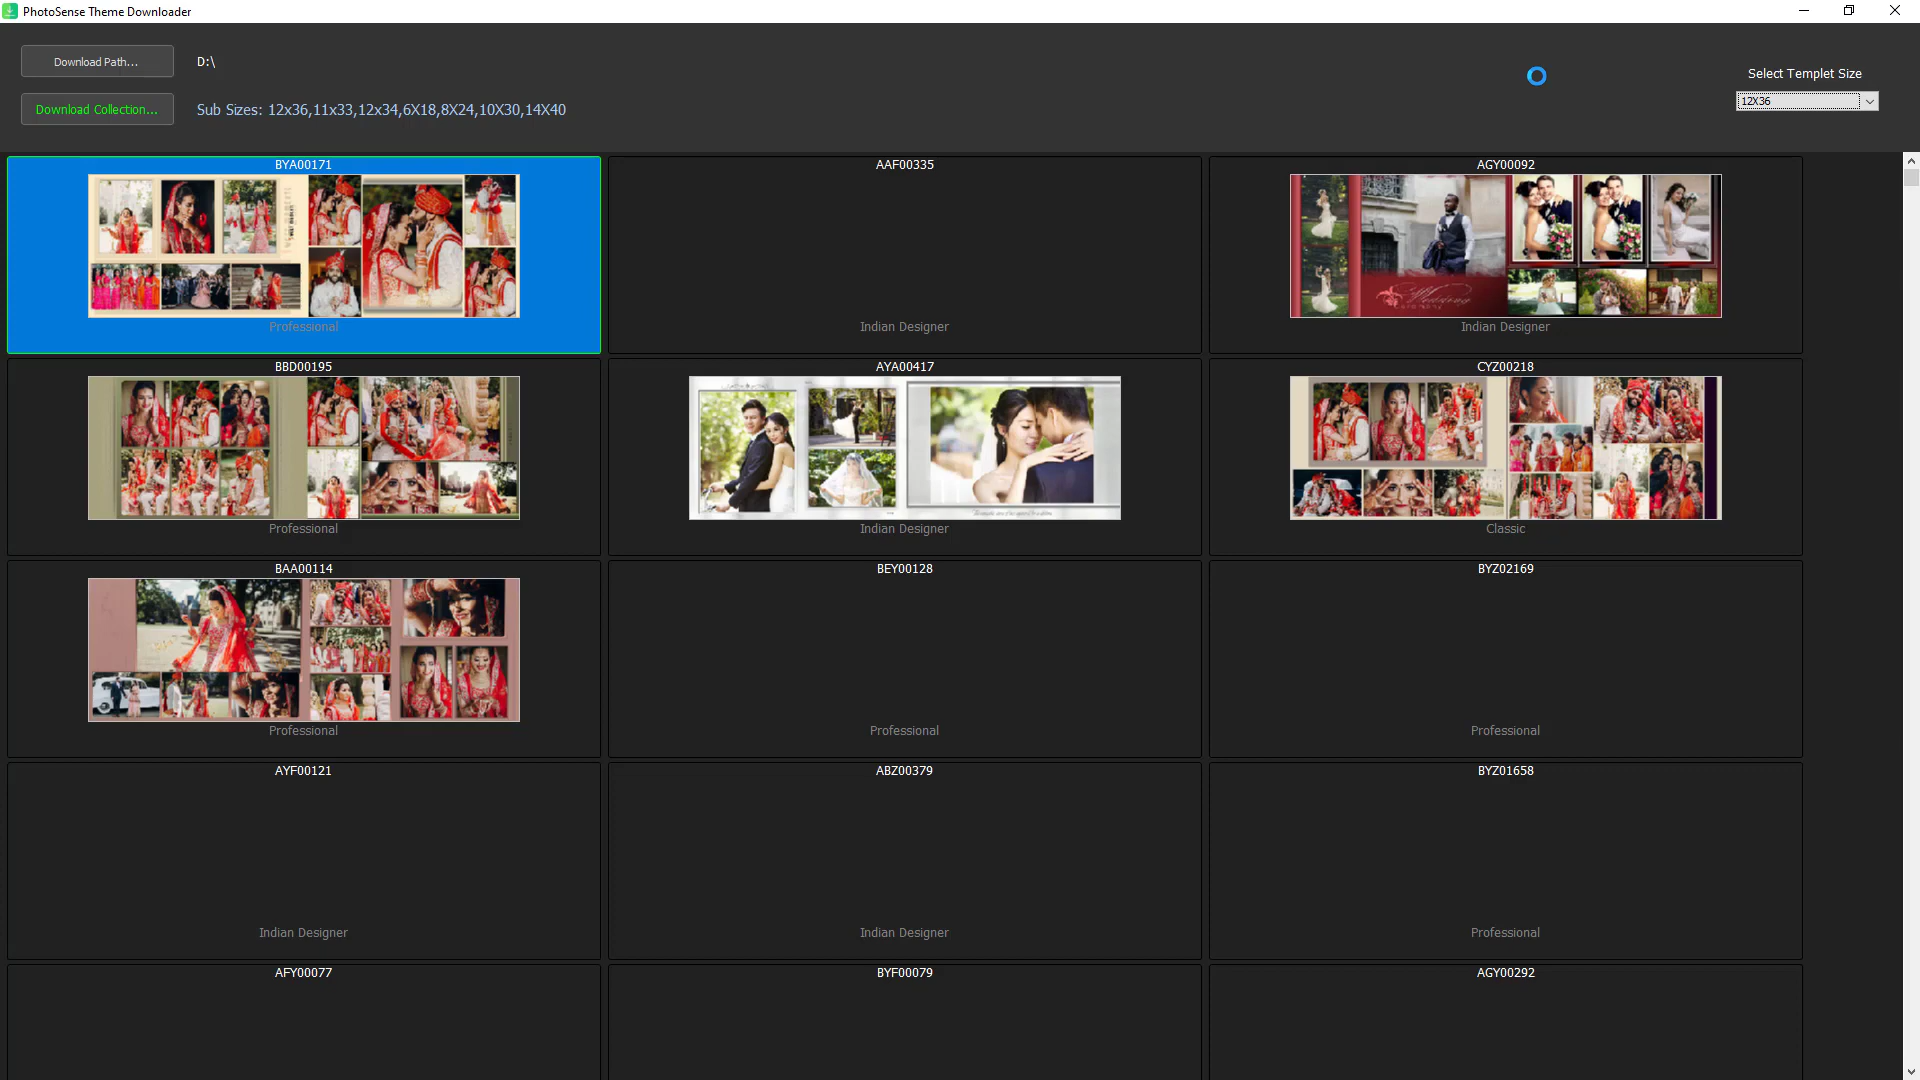 PhotoSense Theme Downloader
Download Path...
D:\
Select Templet Size
12X36
Download Collection...
Sub Sizes: 12x36,11x33,12x34,6X18,8X24,10X30,14X40
BYA00171
AAF00335
AGY00092
Wedding
Professional
Indian Designer
Indian Designer
BBD00195
AYA00417
CYZ00218
Professional
Indian Designer
Classic
BAA00114
BEY00128
BYZ02169
Professional
Professional
Professional
AYF00121
ABZ00379
BYZ01658
Indian Designer
Indian Designer
Professional
AFY00077
BYF00079
AGY00292